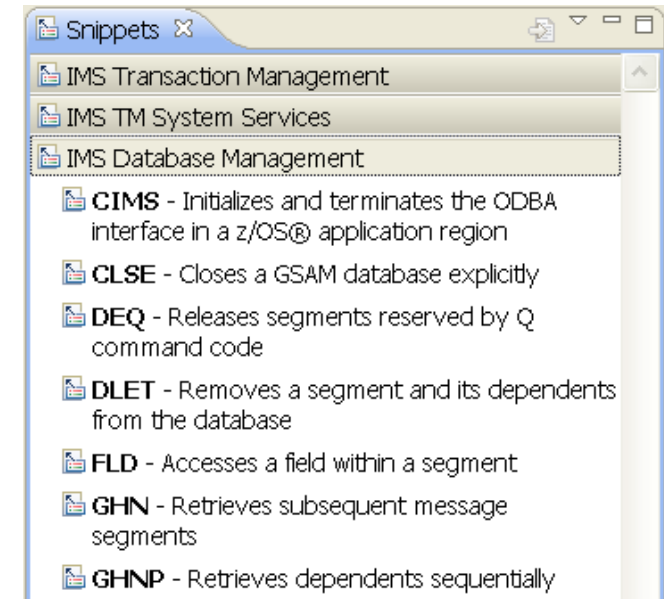 Snippets
IMS Transaction Management
IMS TM System Services
IMS Database Management
CIMS - Initializes and terminates the ODBA
interface in a z/OS® application region
CLSE - Closes a GSAM database explicitly
DEQ - Releases segments reserved by Q
command code
DLET - Removes a segment and its dependents
from the database
FLD - Accesses a field within a segment
GHN - Retrieves subsequent message
segments
GHNP - Retrieves dependents sequentially